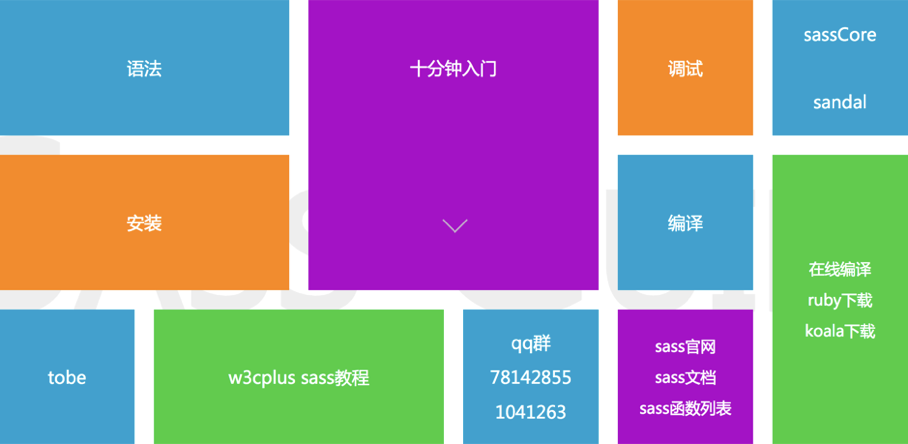 语法
十分钟入门
调试
sassCore
sandal
安装
编译
在线编译
ruby下载
koala下载
tobe
w3cplus sass教程
qq群
78142855
1041263
sass官网
sass文档
sass函数列表